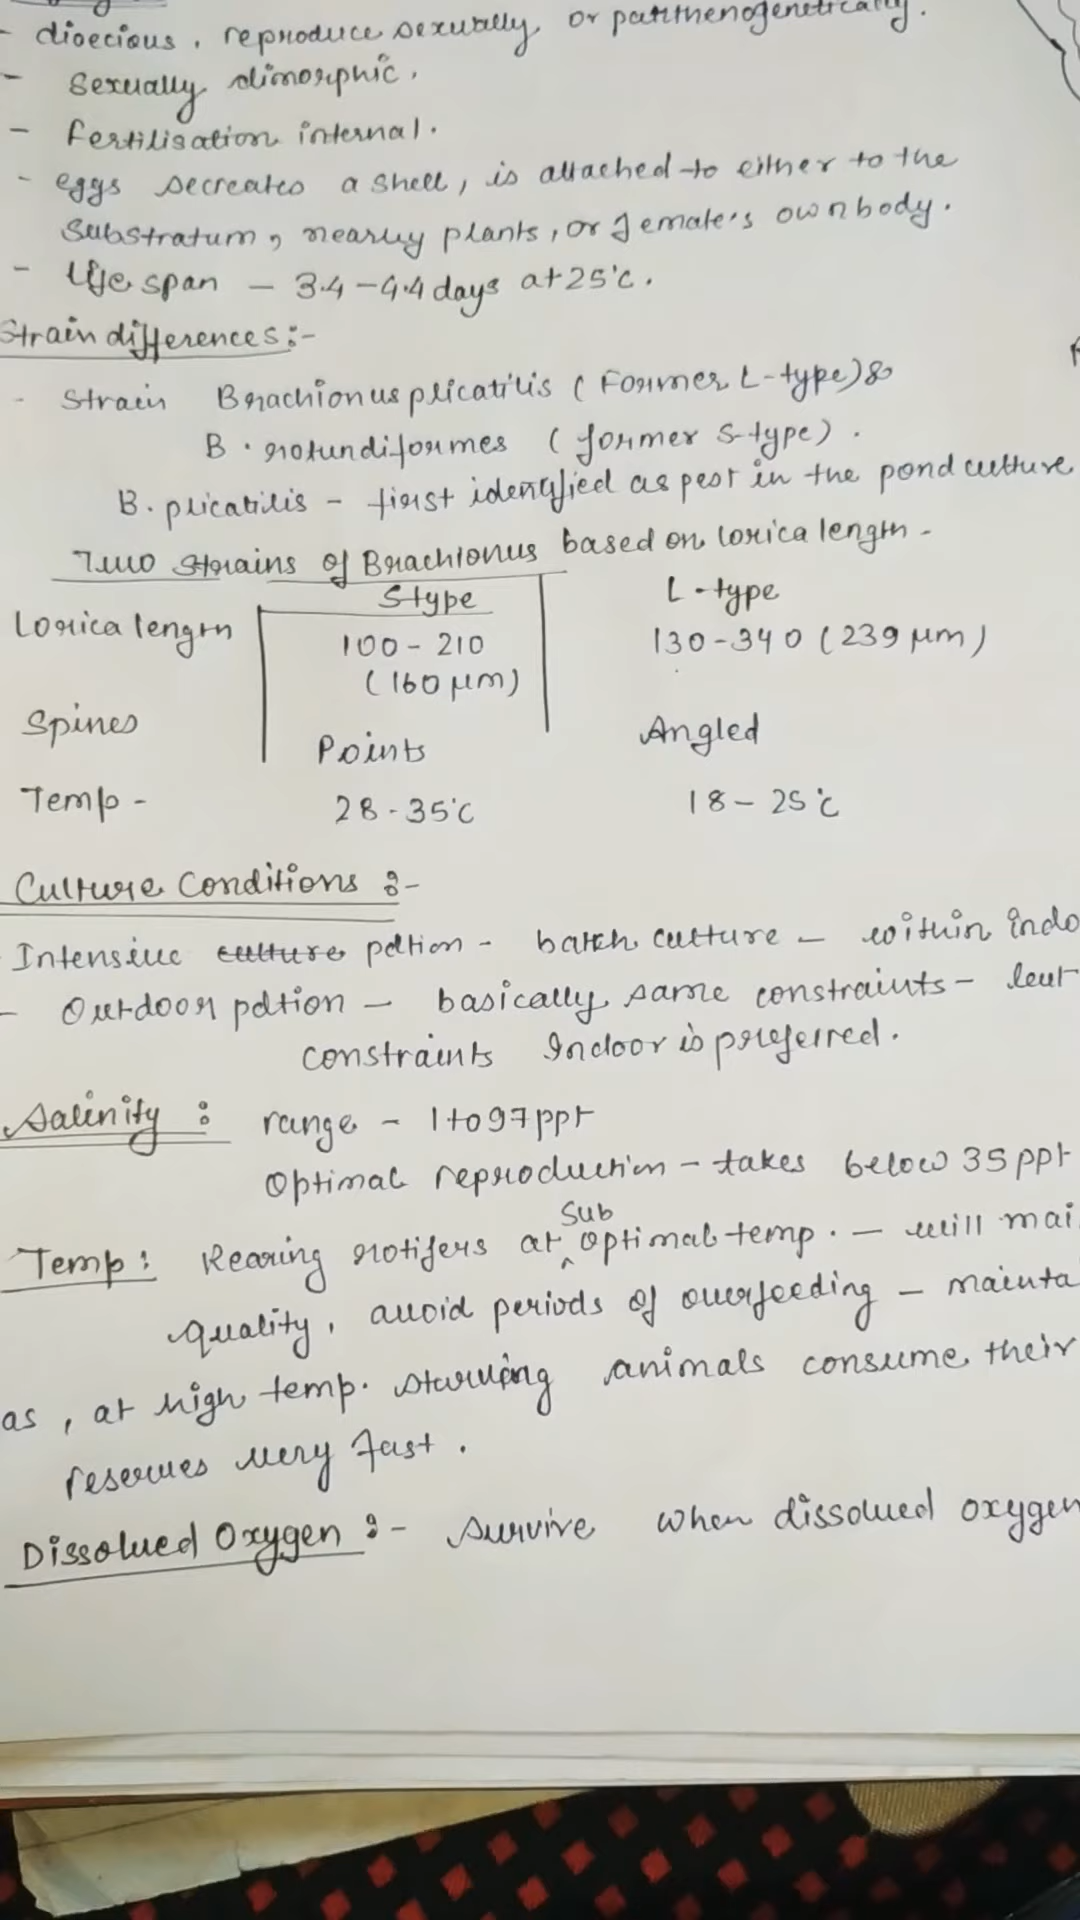 - dioecious, reproduce sexually or parthenogenetically.
- Sexually dimorphic.
- fertilisation internal.
- eggs secreates a shell, is attached to either to the
substratum, nearby plants, or female's own body.
- life span - 3.4-4.4 days at 25°C.
Strain differences:-
- Strain Brachionus plicatilis (Former L-type) &
B. rotundiformes (former S-type).
B. plicatilis - first identified as pest in the pond culture
Two Strains of Brachionus based on lorica length -
S type L-type
Lorica length 100-210 130-340 (239 μm)
(160 μm)
Spines Points Angled
Temp - 28-35°C 18-25°C
Culture Conditions :-
Intensive culture pdtion - batch culture - within indo
- Outdoor pdtion - basically same constraints - but
constraints Indoor is preferred.
Salinity : range - 1 to 97 ppt
Optimal reproduction - takes below 35 ppt
Temp: Rearing rotifers at sub optimal temp. - will mai
quality, avoid periods of overfeeding - mainta
as, at high temp. starving animals consume their
reserves very fast.
Dissolved Oxygen :- survive when dissolved oxygen